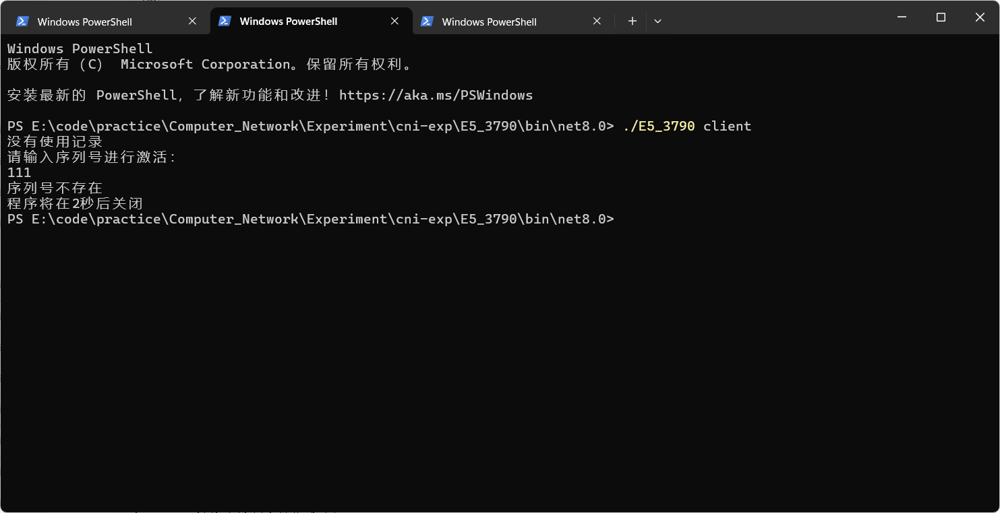 Windows PowerShell
Windows PowerShell
Windows PowerShell
Windows PowerShell
版权所有（C） Microsoft Corporation。保留所有权利。
安装最新的 PowerShell，了解新功能和改进！https://aka.ms/PSWindows
PS E:\code\practice\Computer_Network\Experiment\cni-exp\E5_3790\bin\net8.0> ./E5_3790 client
没有使用记录
请输入序列号进行激活：
111
序列号不存在
程序将在2秒后关闭
PS E:\code\practice\Computer_Network\Experiment\cni-exp\E5_3790\bin\net8.0>